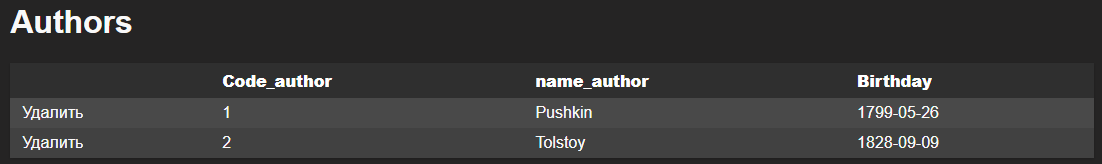 Authors
Code_author name_author Birthday
Удалить 1 Pushkin 1799-05-26
Удалить 2 Tolstoy 1828-09-09